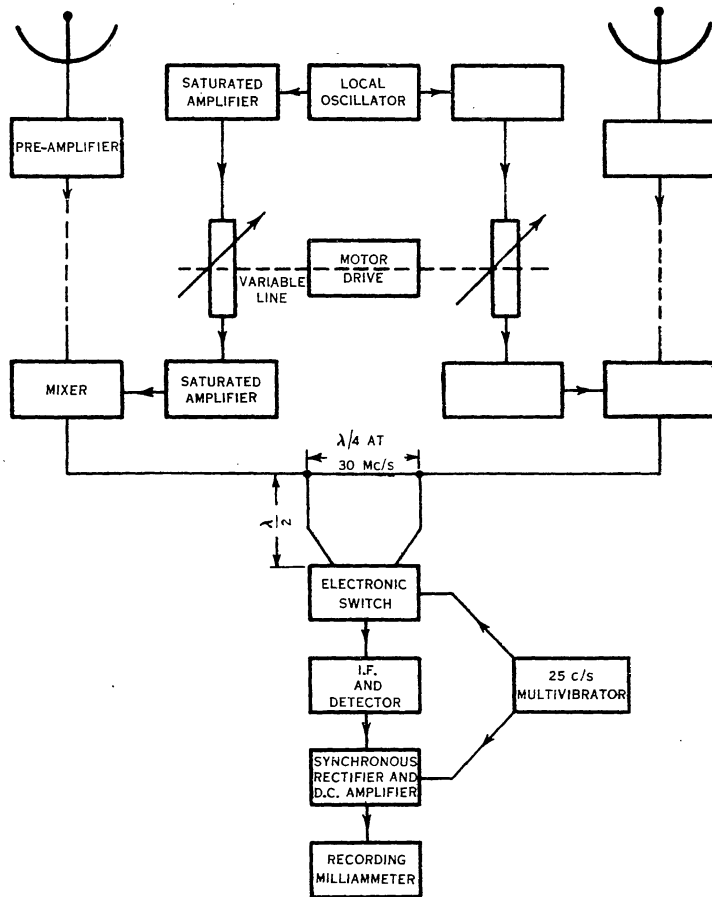 SATURATED
AMPLIFIER
LOCAL
OSCILLATOR
PRE-AMPLIFIER
VARIABLE
LINE
MOTOR
DRIVE
MIXER
SATURATED
AMPLIFIER
λ/4 AT
30 Mc/s
λ/2
ELECTRONIC
SWITCH
I.F.
AND
DETECTOR
25 c/s
MULTIVIBRATOR
SYNCHRONOUS
RECTIFIER AND
D.C. AMPLIFIER
RECORDING
MILLIAMMETER